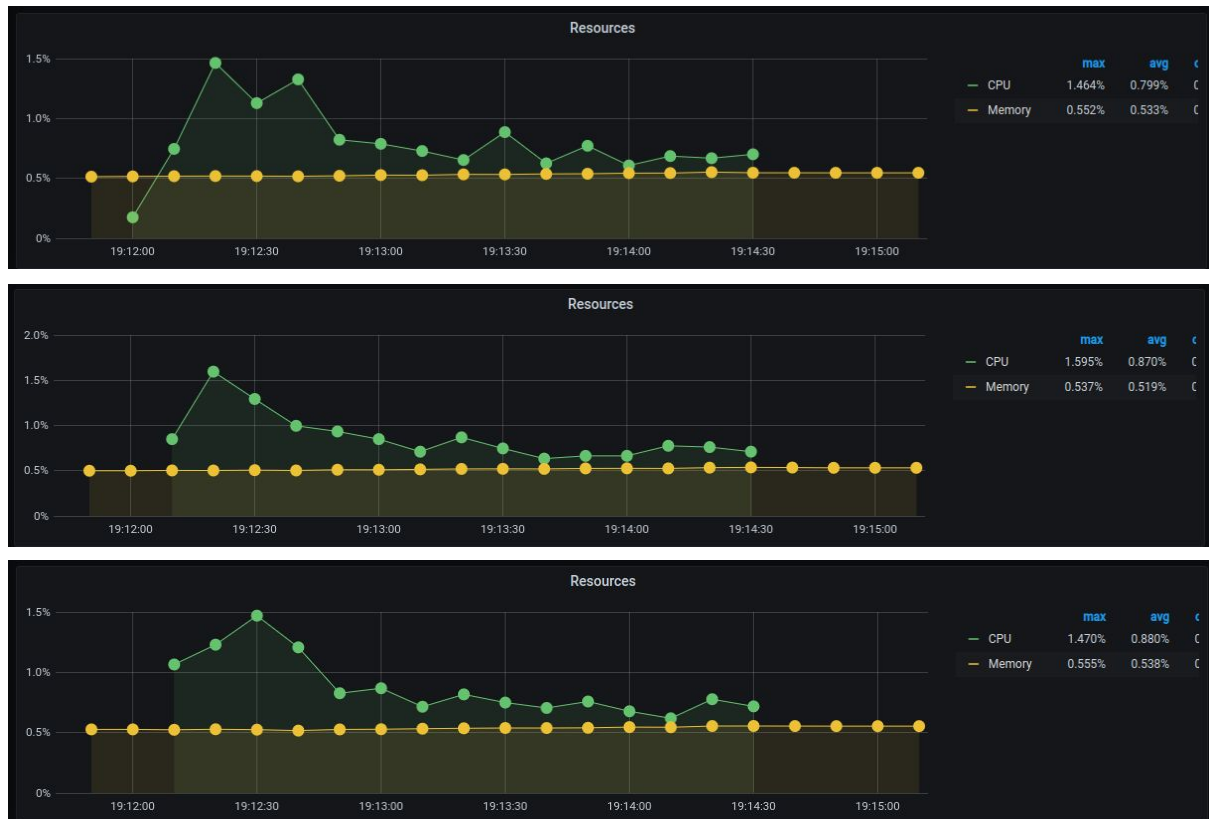 Resources
1.5%
1.0%
0.5%
0%
19:12:00 19:12:30 19:13:00 19:13:30 19:14:00 19:14:30 19:15:00
max avg
CPU 1.464% 0.799%
Memory 0.552% 0.533%
Resources
2.0%
1.5%
1.0%
0.5%
0%
19:12:00 19:12:30 19:13:00 19:13:30 19:14:00 19:14:30 19:15:00
max avg
CPU 1.595% 0.870%
Memory 0.537% 0.519%
Resources
1.5%
1.0%
0.5%
0%
19:12:00 19:12:30 19:13:00 19:13:30 19:14:00 19:14:30 19:15:00
max avg
CPU 1.470% 0.880%
Memory 0.555% 0.538%